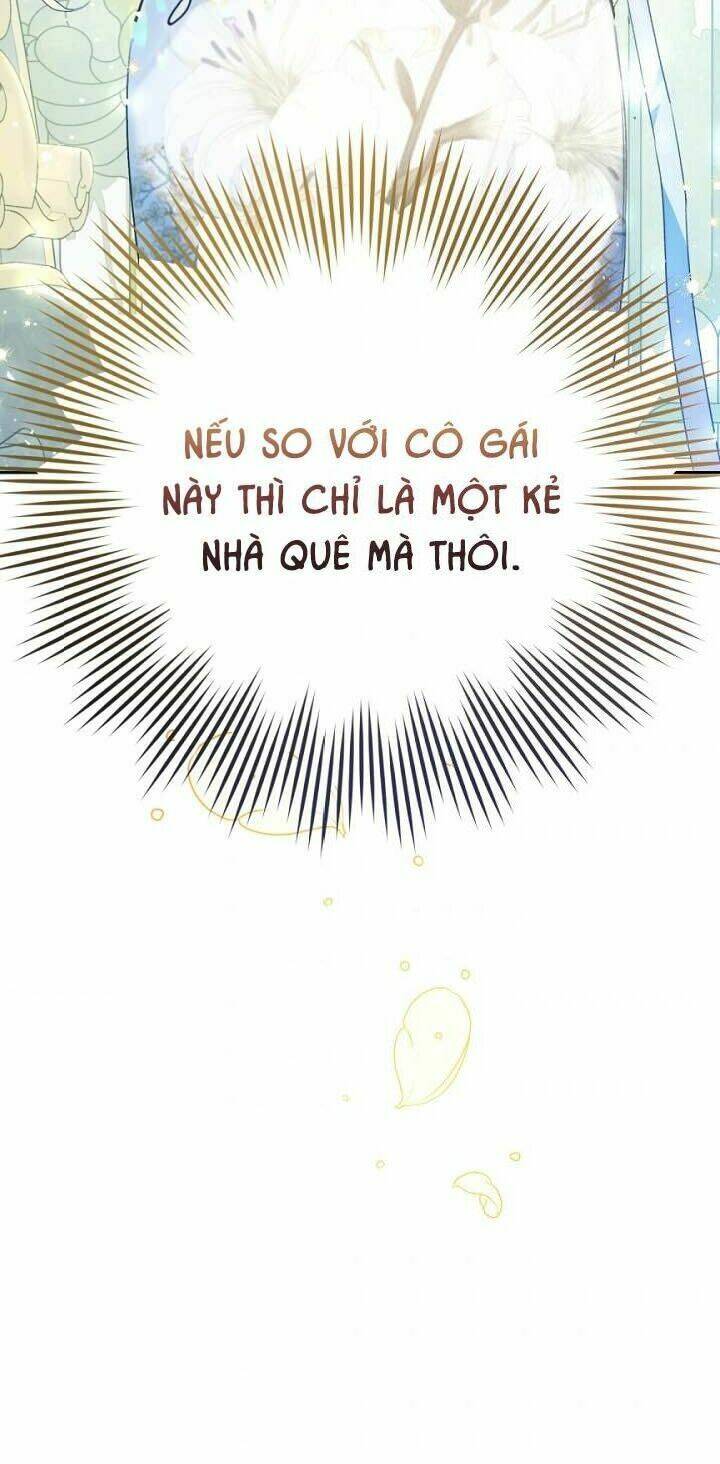 NẾU SO VỚI CÔ GÁI
NÀY THÌ CHỈ LÀ MỘT KẺ
NHÀ QUÊ MÀ THÔI.